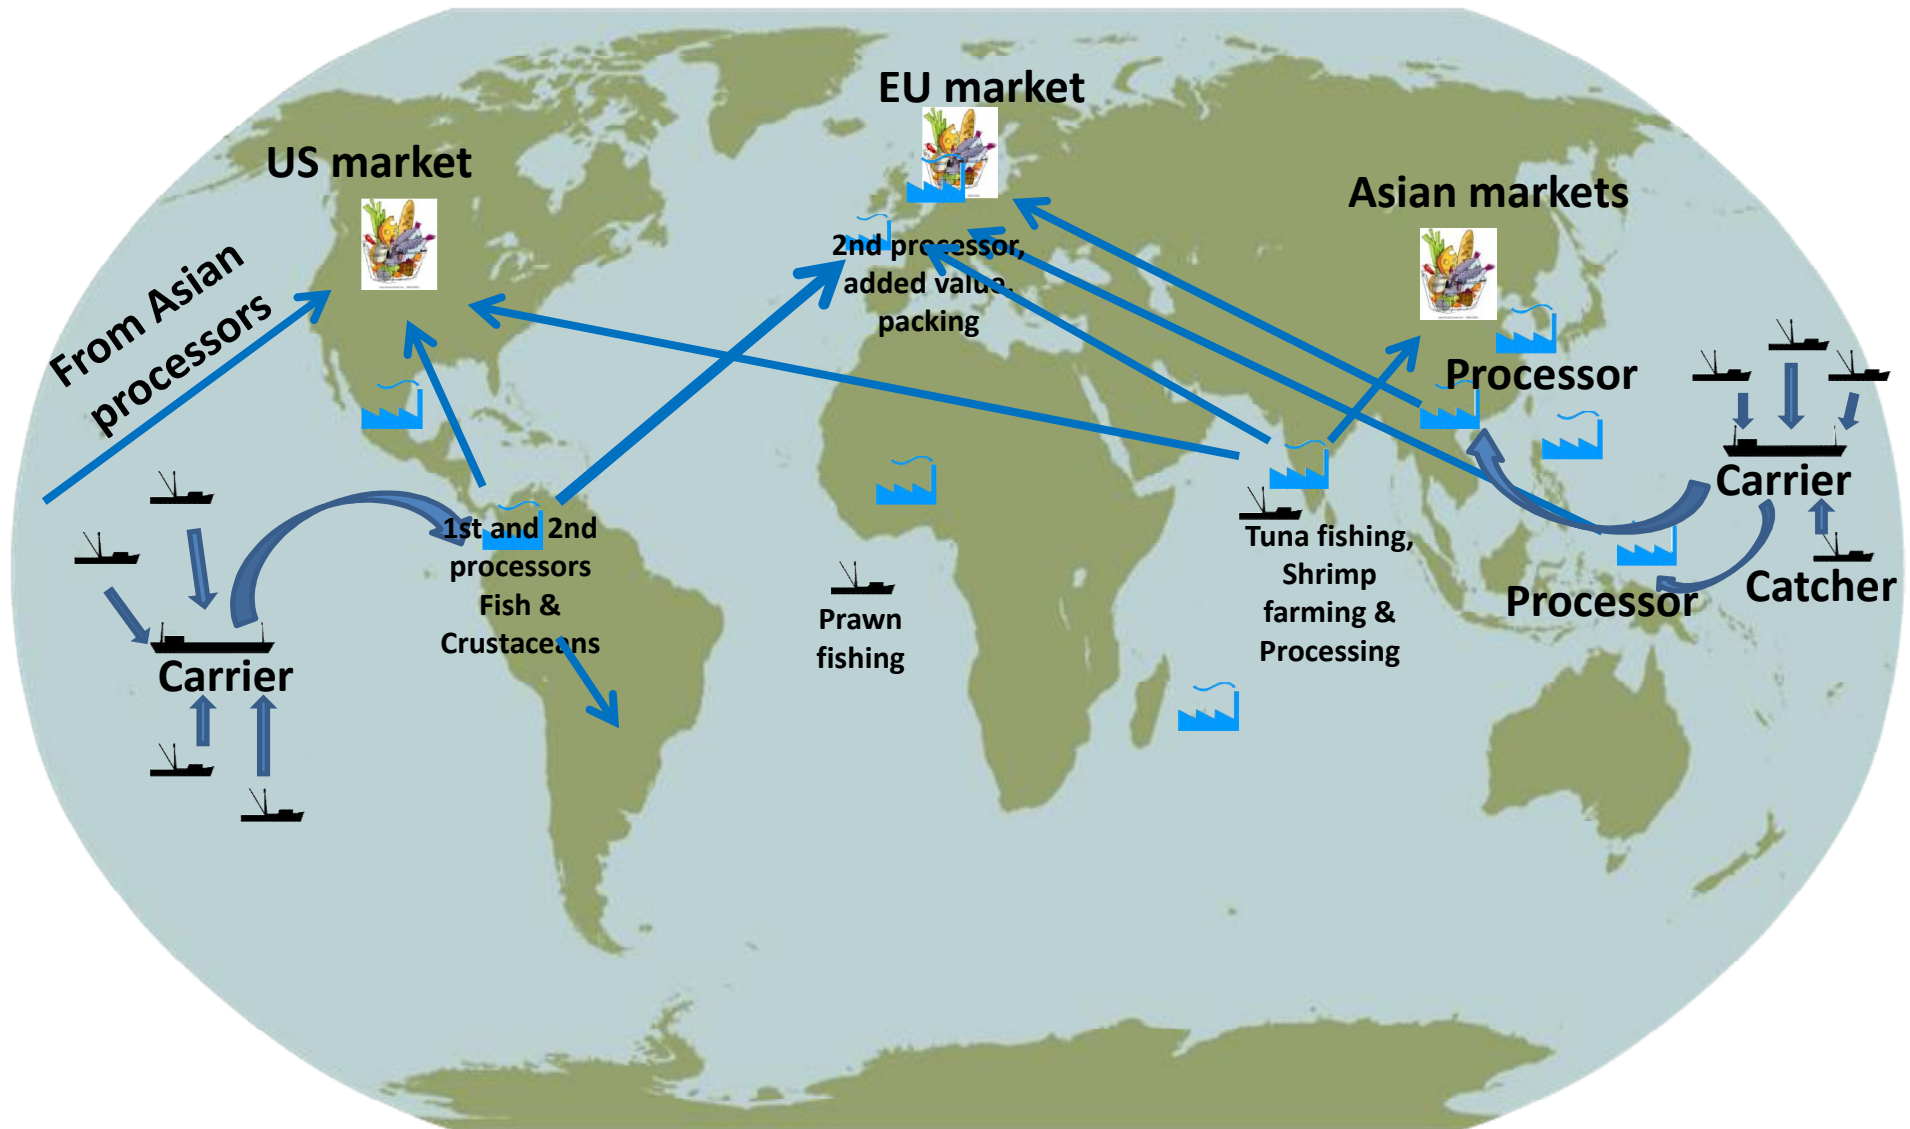 EU market
US market
Asian markets
From Asian
processors
2nd processor,
added value,
packing
Processor
Carrier
Catcher
Processor
1st and 2nd
processors
Fish &
Crustaceans
Carrier
Prawn
fishing
Tuna fishing,
Shrimp
farming &
Processing